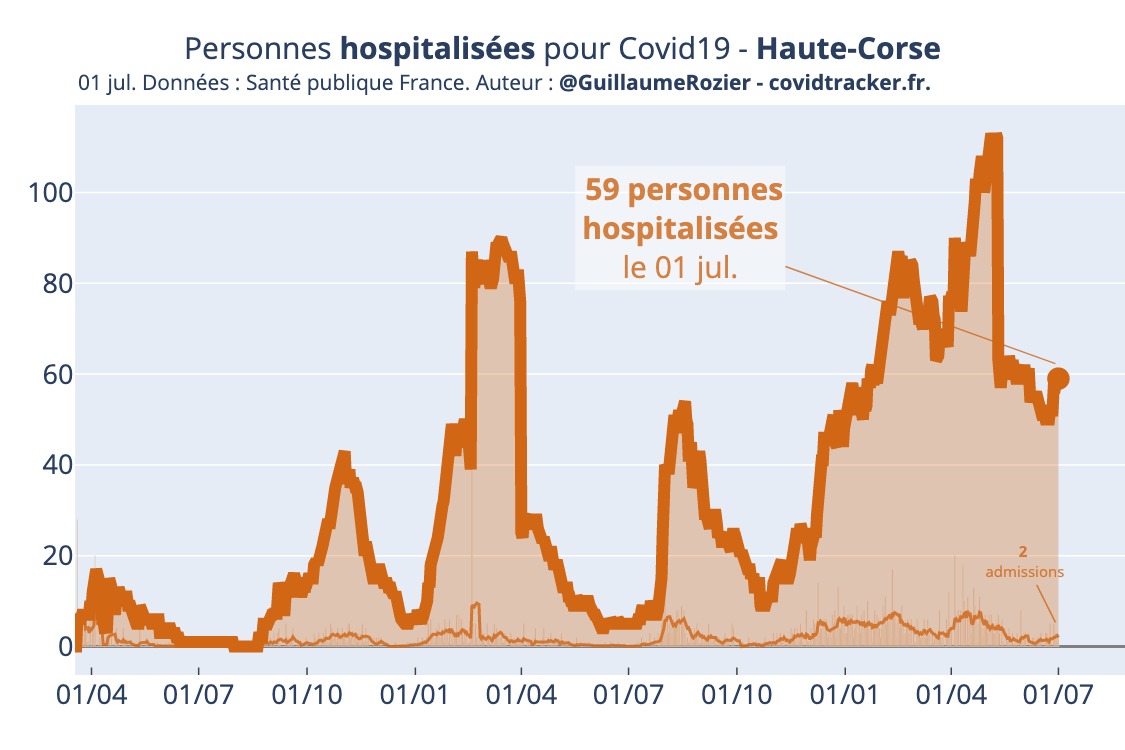 Personnes hospitalisées pour Covid19 - Haute-Corse
01 jul. Données : Santé publique France. Auteur : @GuillaumeRozier - covidtracker.fr.
59 personnes
hospitalisées
le 01 jul.
100
80
60
40
20
0
2
admissions
01/04 01/07 01/10 01/01 01/04 01/07 01/10 01/01 01/04 01/07